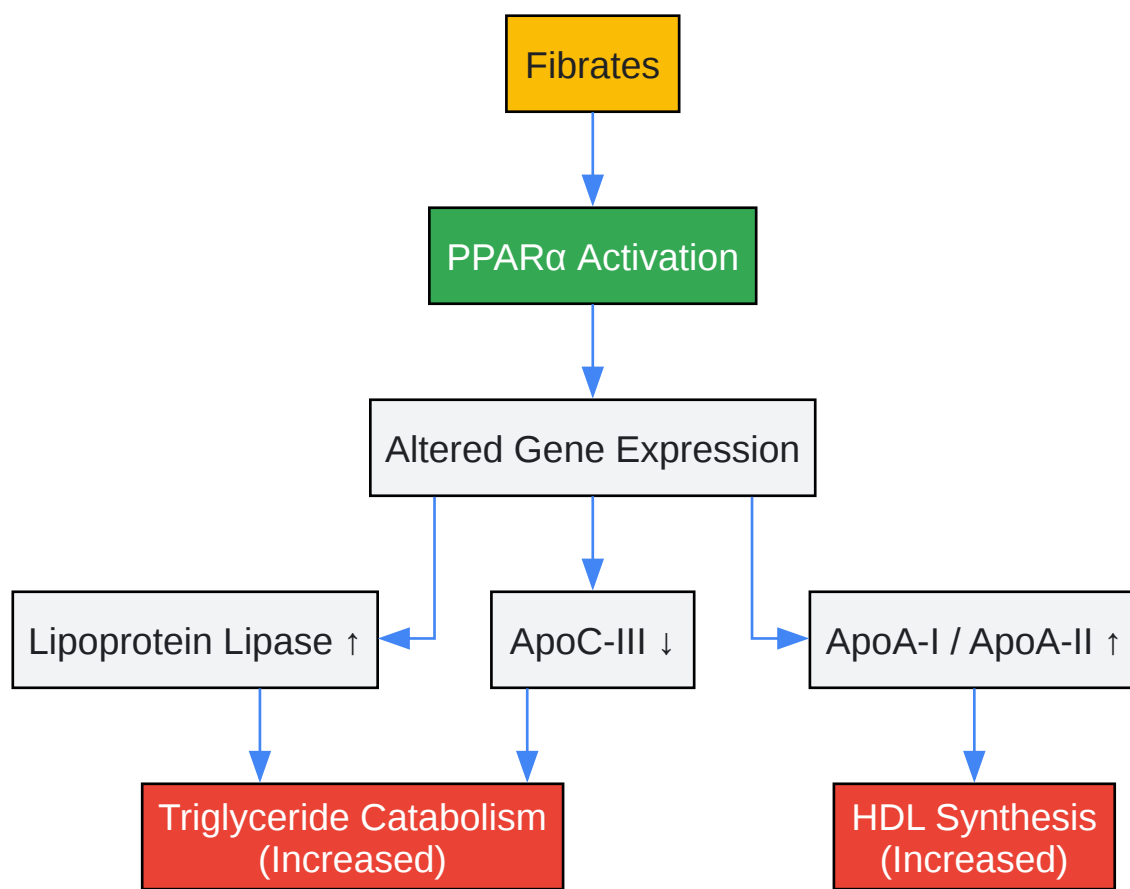 Fibrates
PPARα Activation
Altered Gene Expression
Lipoprotein Lipase ↑
ApoC-III ↓
ApoA-I / ApoA-II ↑
Triglyceride Catabolism
(Increased)
HDL Synthesis
(Increased)